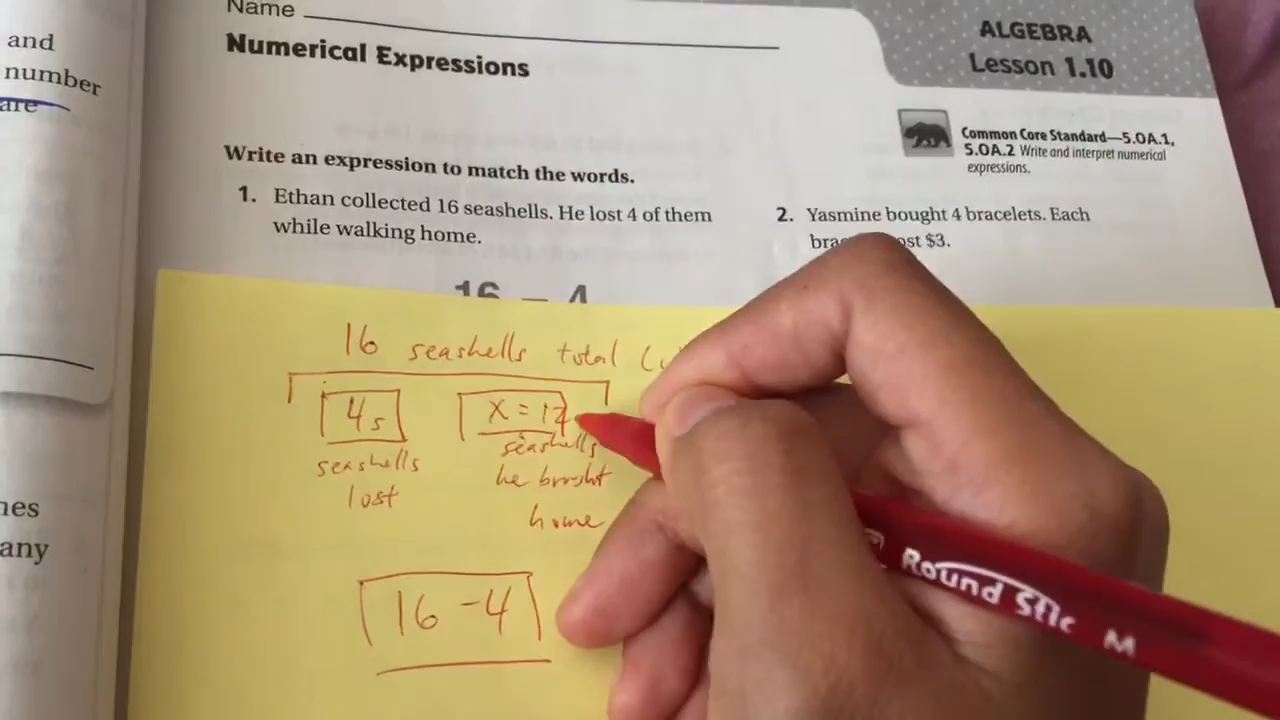 and
number
are
nes
any
Name
Numerical Expressions
ALGEBRA
Lesson 1.10
Common Core Standard—5.OA.1,
5.OA.2 Write and interpret numerical
expressions.
Write an expression to match the words.
1. Ethan collected 16 seashells. He lost 4 of them
while walking home.
16 – 4
2. Yasmine bought 4 bracelets. Each
ost $3.
16 seashells total
4s
seashells
lost
x = 12
seashells
he brought
home
16 - 4
Round Stic M